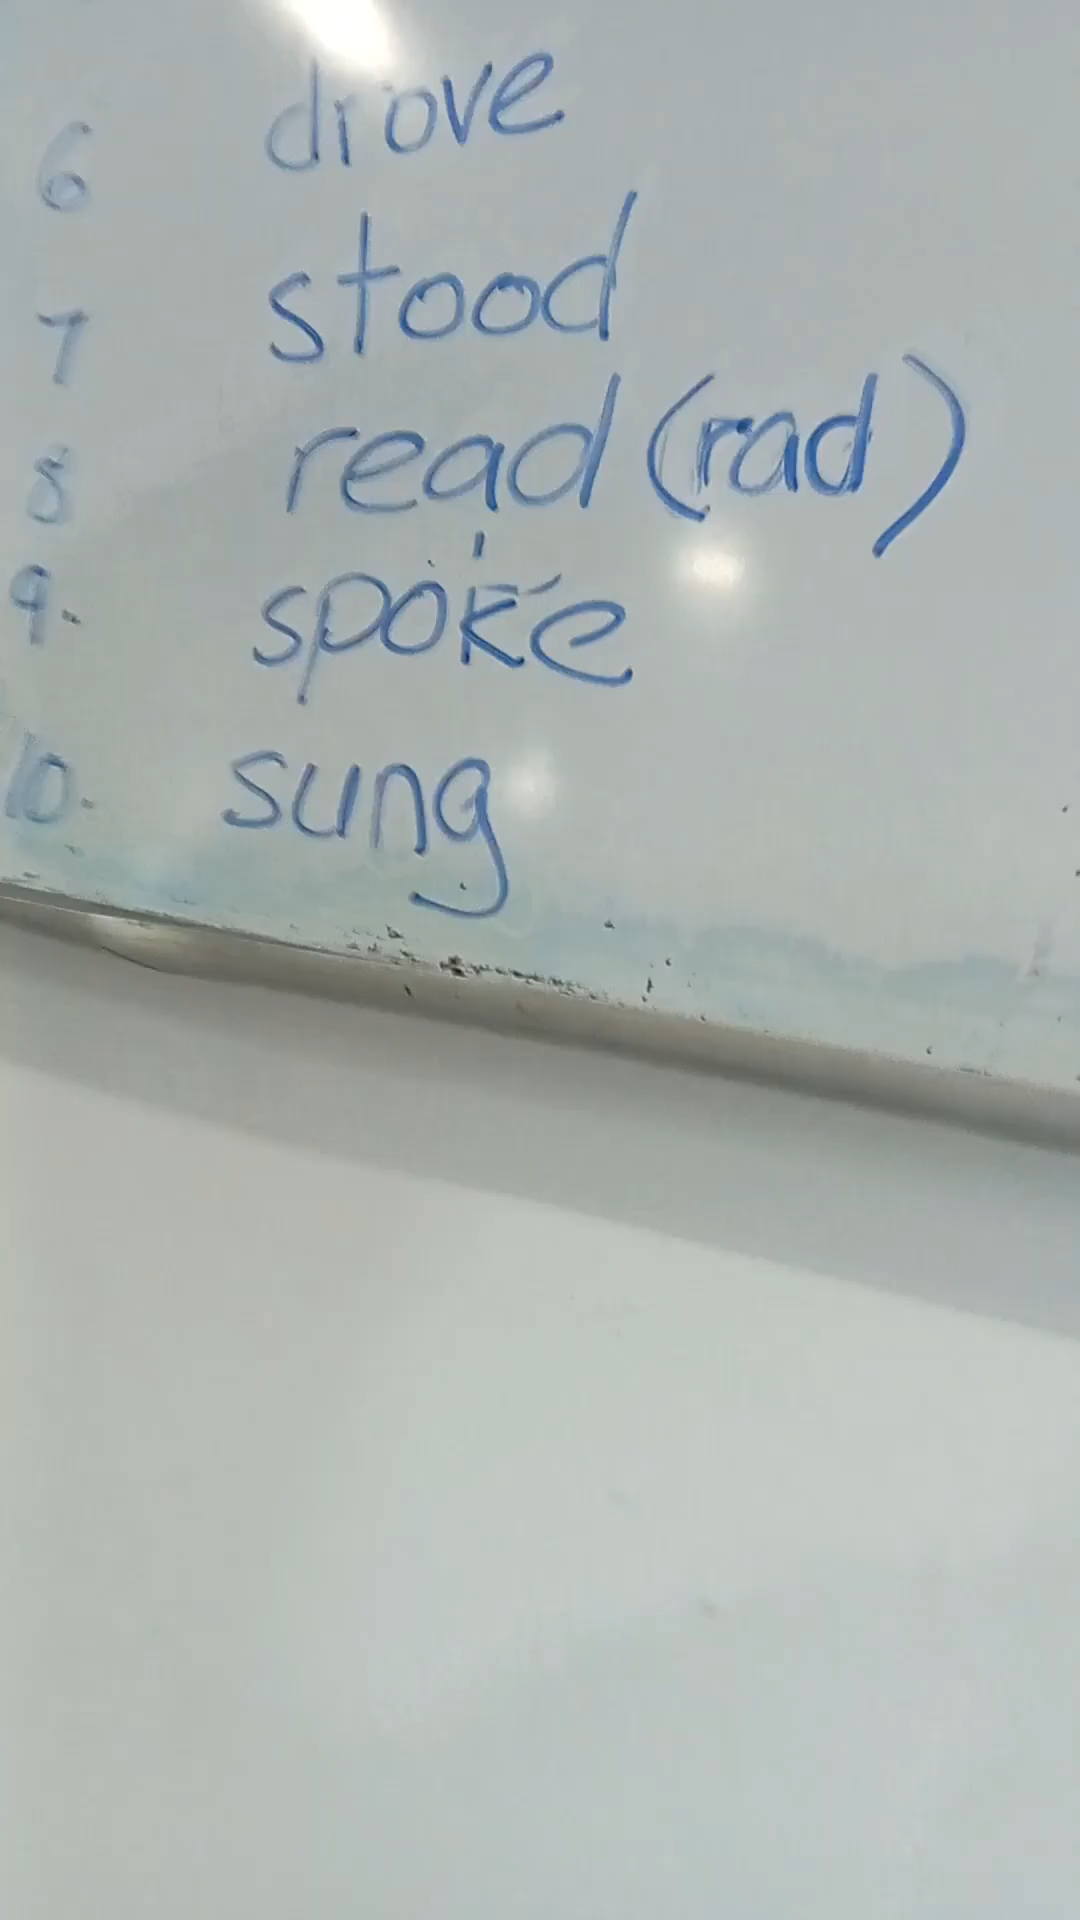 6 drove
7 stood
8 read (rad)
9. spoke
10. sung